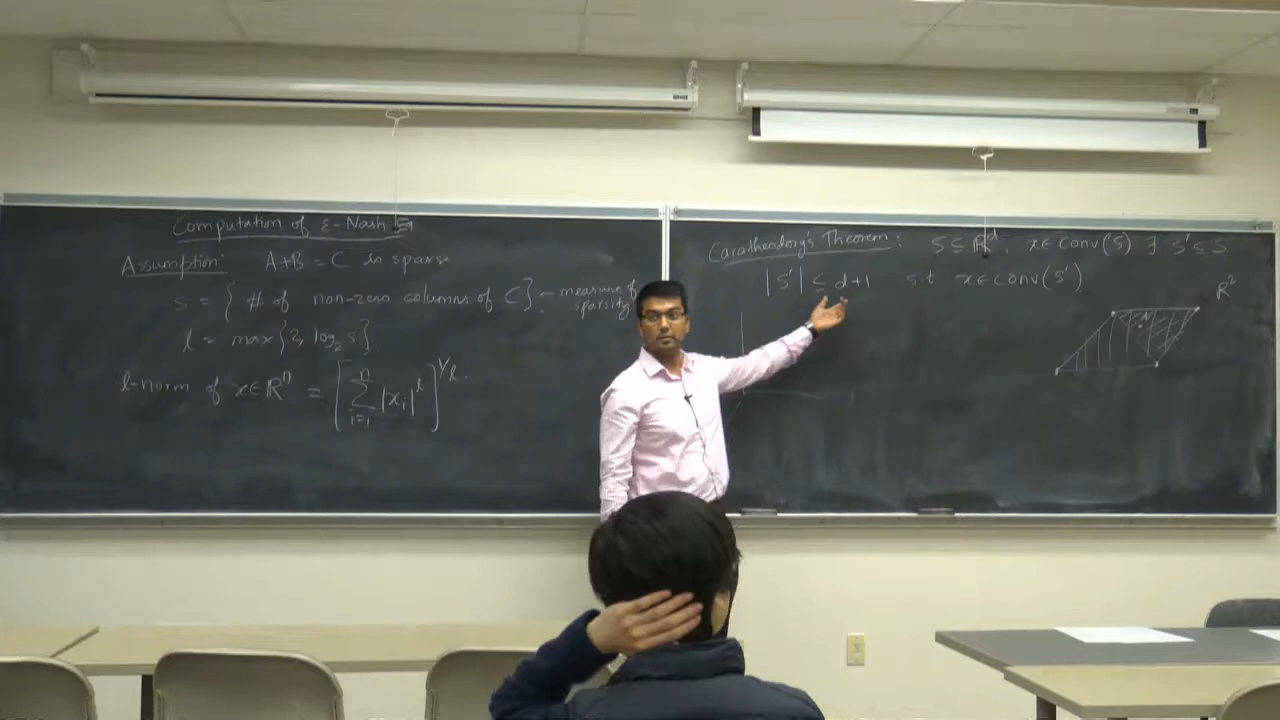 Computation of ε-Nash
Assumption: A+B = C is sparse
s = { # of non-zero columns of C} - measure of sparsity
l = max{2, log₂ s}
l-norm of x∈ℝⁿ = [∑ᵢ₌₁ⁿ |xᵢ|ˡ]^(1/l).
Caratheodory's Theorem: S ⊆ ℝᵈ, x∈conv(S) ∃ S' ⊆ S
|S'| ≤ d+1 s.t x∈conv(S')
ℝ²